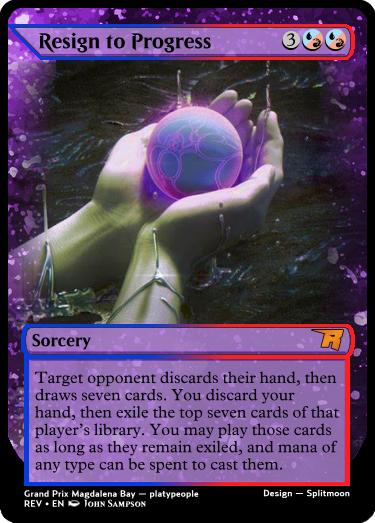 Resign to Progress 3
Sorcery
Target opponent discards their hand, then
draws seven cards. You discard your
hand, then exile the top seven cards of that
player's library. You may play those cards
as long as they remain exiled, and mana of
any type can be spent to cast them.
Grand Prix Magdalena Bay — platypeople Design — Splitmoon
REV • EN John Sampson